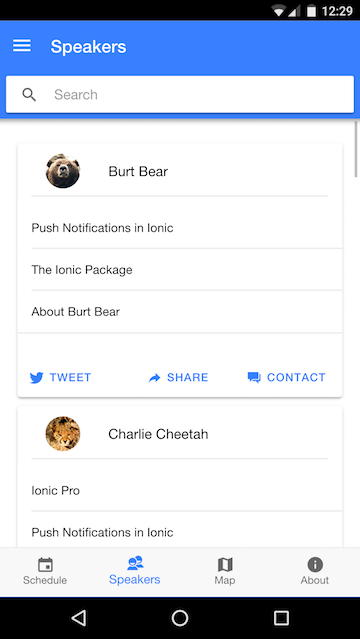 12:29
Speakers
Search
Burt Bear
Push Notifications in Ionic
The Ionic Package
About Burt Bear
TWEET SHARE CONTACT
Charlie Cheetah
Ionic Pro
Push Notifications in Ionic
Schedule Speakers Map About